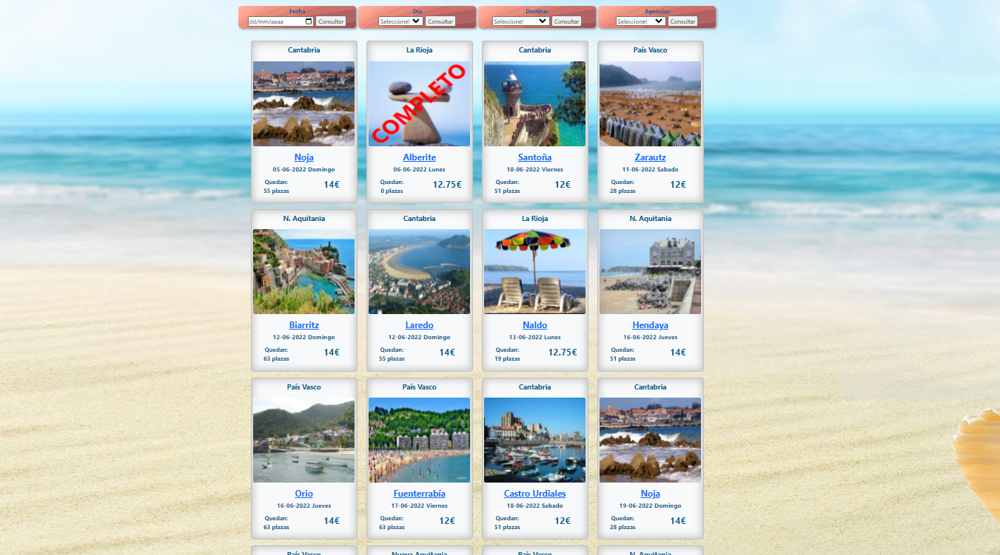 Fecha
dd/mm/aaaa Consultar
Día
Seleccione! Consultar
Destino:
Seleccione! Consultar
Agencias
Seleccione! Consultar
Cantabria
Noja
05-06-2022 Domingo
Quedan:
55 plazas
14€
La Rioja
COMPLETO
Alberite
06-06-2022 Lunes
Quedan:
0 plazas
12.75€
Cantabria
Santoña
10-06-2022 Viernes
Quedan:
51 plazas
12€
País Vasco
Zarautz
11-06-2022 Sabado
Quedan:
28 plazas
12€
N. Aquitania
Biarritz
12-06-2022 Domingo
Quedan:
63 plazas
14€
Cantabria
Laredo
12-06-2022 Domingo
Quedan:
55 plazas
14€
La Rioja
Naldo
13-06-2022 Lunes
Quedan:
19 plazas
12.75€
N. Aquitania
Hendaya
16-06-2022 Jueves
Quedan:
51 plazas
14€
País Vasco
Orio
16-06-2022 Jueves
Quedan:
63 plazas
14€
País Vasco
Fuenterrabía
17-06-2022 Viernes
Quedan:
63 plazas
12€
Cantabria
Castro Urdiales
18-06-2022 Sabado
Quedan:
51 plazas
12€
Cantabria
Noja
19-06-2022 Domingo
Quedan:
28 plazas
14€
País Vasco
Nueva Aquitania
País Vasco
N. Aquitania